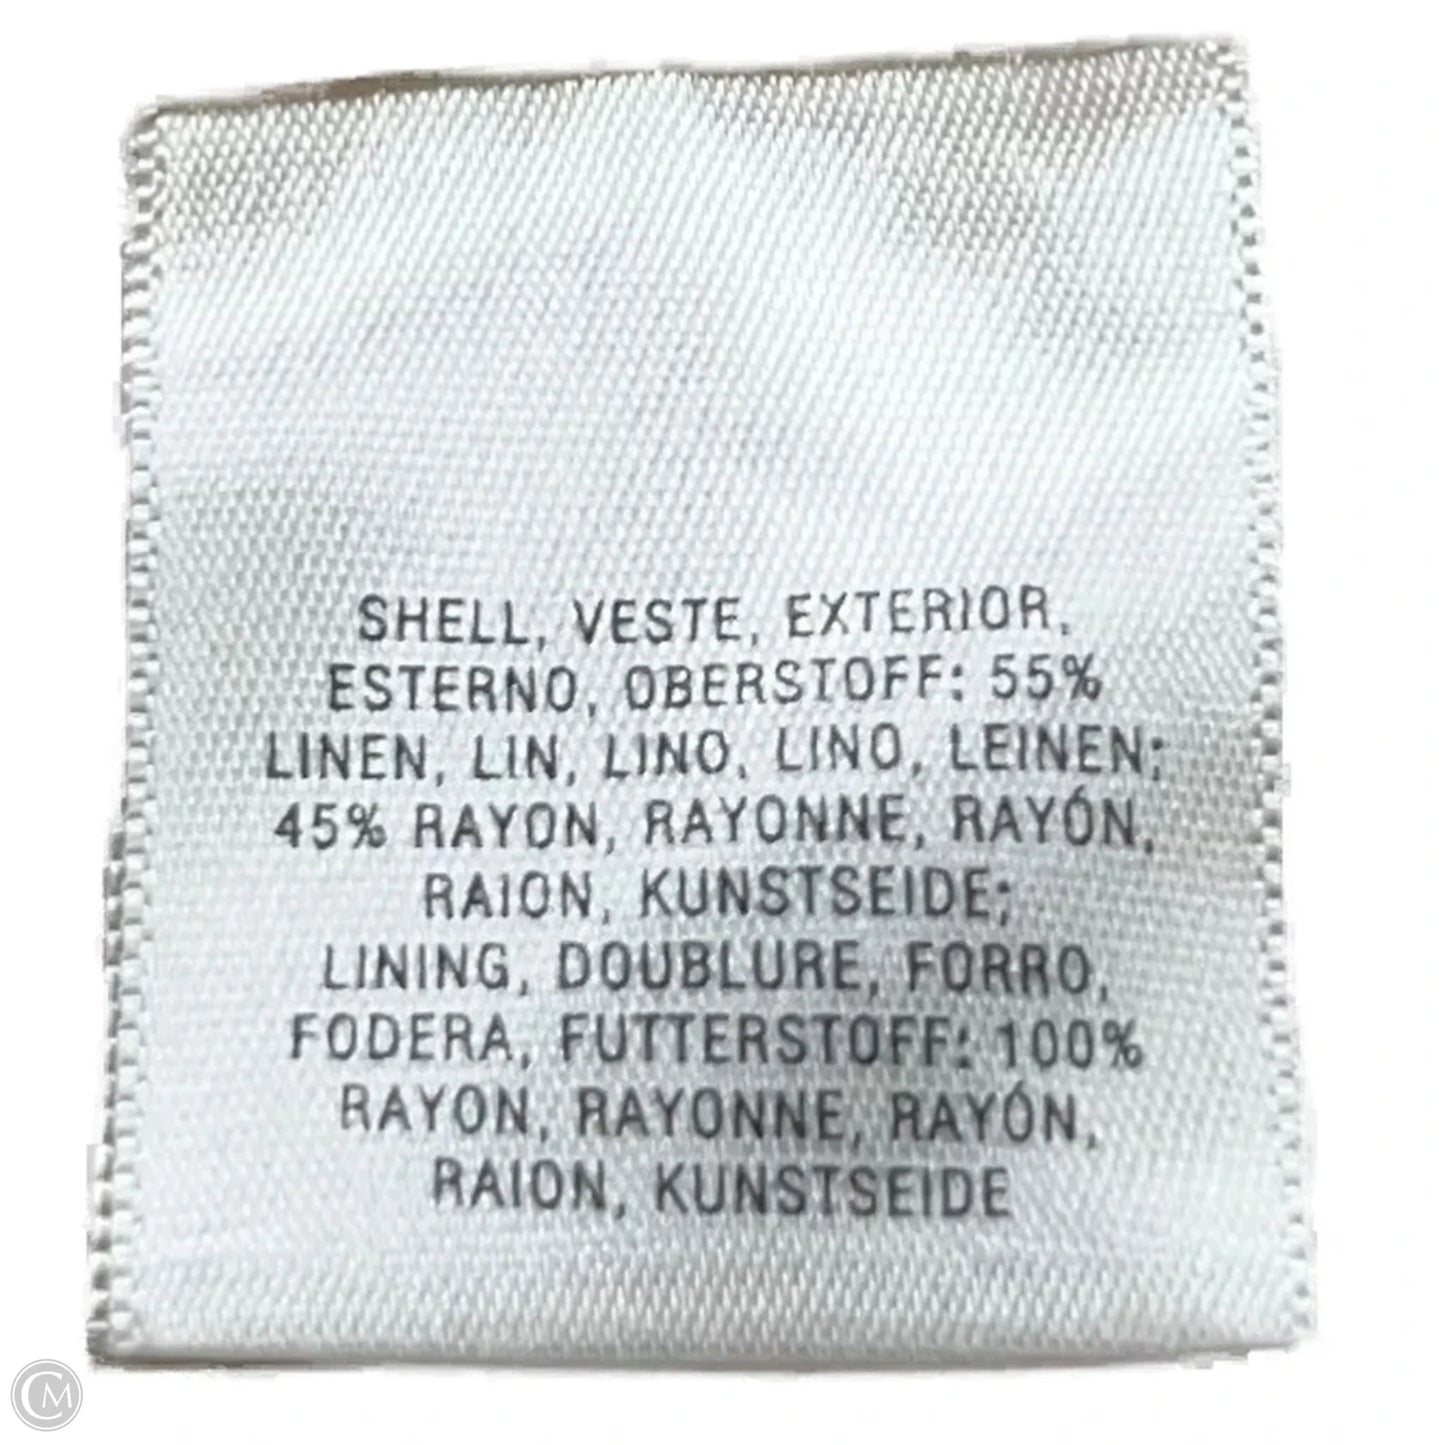 SHELL, VESTE, EXTERIOR,
ESTERNO, OBERSTOFF: 55%
LINEN, LIN, LINO, LINO, LEINEN;
45% RAYON, RAYONNE, RAYÓN,
RAION, KUNSTSEIDE;
LINING, DOUBLURE, FORRO,
FODERA, FUTTERSTOFF: 100%
RAYON, RAYONNE, RAYÓN,
RAION, KUNSTSEIDE
CM